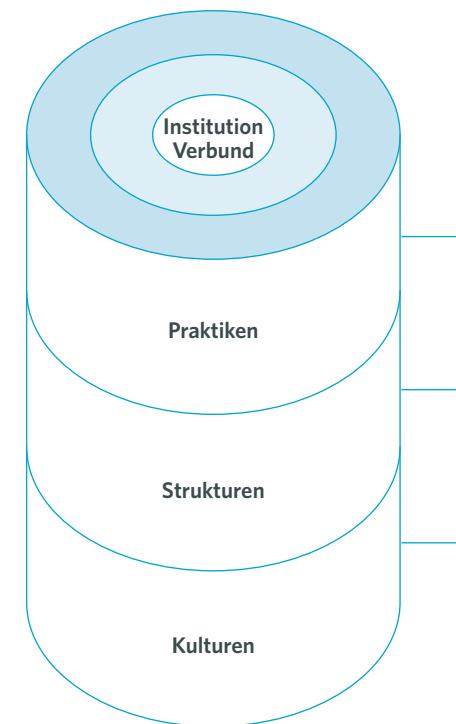 Institution
Verbund
Praktiken
Strukturen
Kulturen